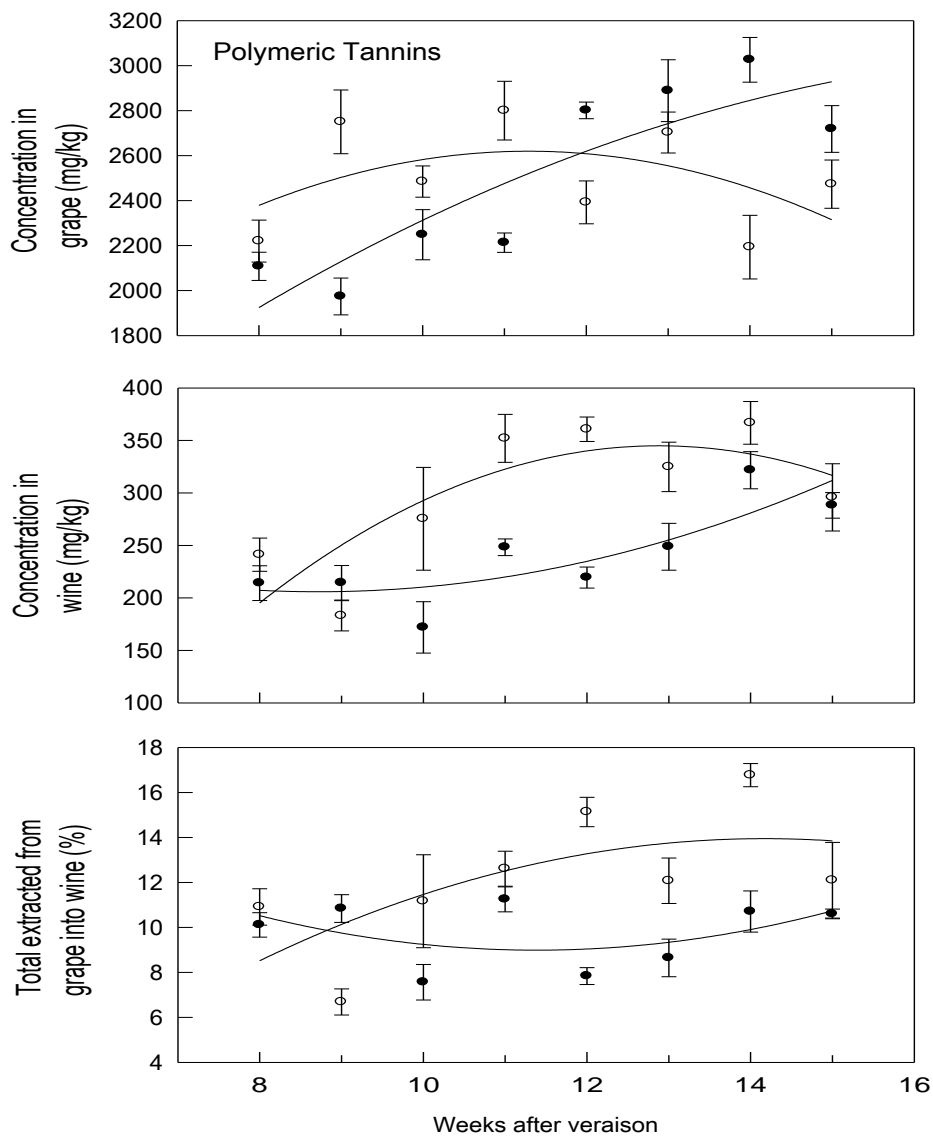 Polymeric Tannins
Concentration in
grape (mg/kg)
3200
3000
2800
2600
2400
2200
2000
1800
Concentration in
wine (mg/kg)
400
350
300
250
200
150
100
Total extracted from
grape into wine (%)
18
16
14
12
10
8
6
4
8 10 12 14 16
Weeks after veraison